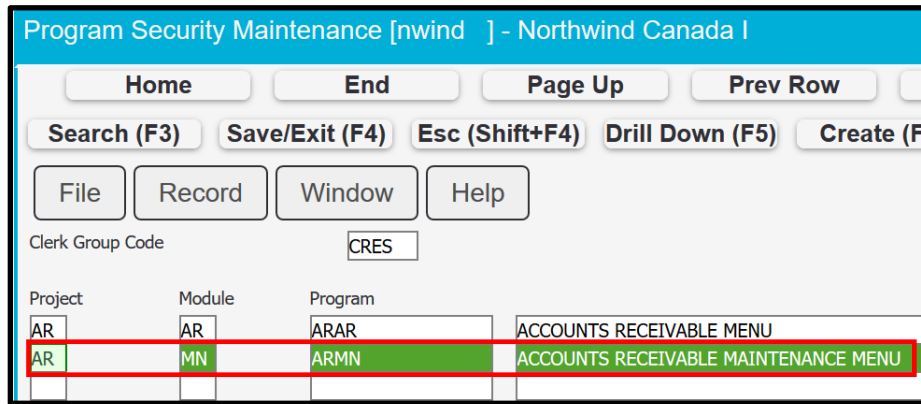 Program Security Maintenance [nwind ] - Northwind Canada I
Home End Page Up Prev Row
Search (F3) Save/Exit (F4) Esc (Shift+F4) Drill Down (F5) Create (F
File Record Window Help
Clerk Group Code CRES
Project Module Program
AR AR ARAR ACCOUNTS RECEIVABLE MENU
AR MN ARMN ACCOUNTS RECEIVABLE MAINTENANCE MENU